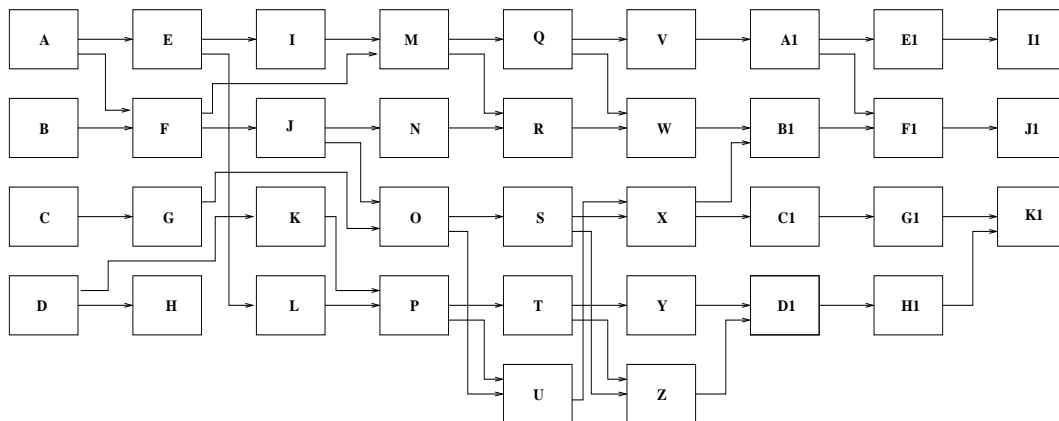 A E I M Q V A1 E1 I1
B F J N R W B1 F1 J1
C G K O S X C1 G1 K1
D H L P T Y D1 H1
U Z